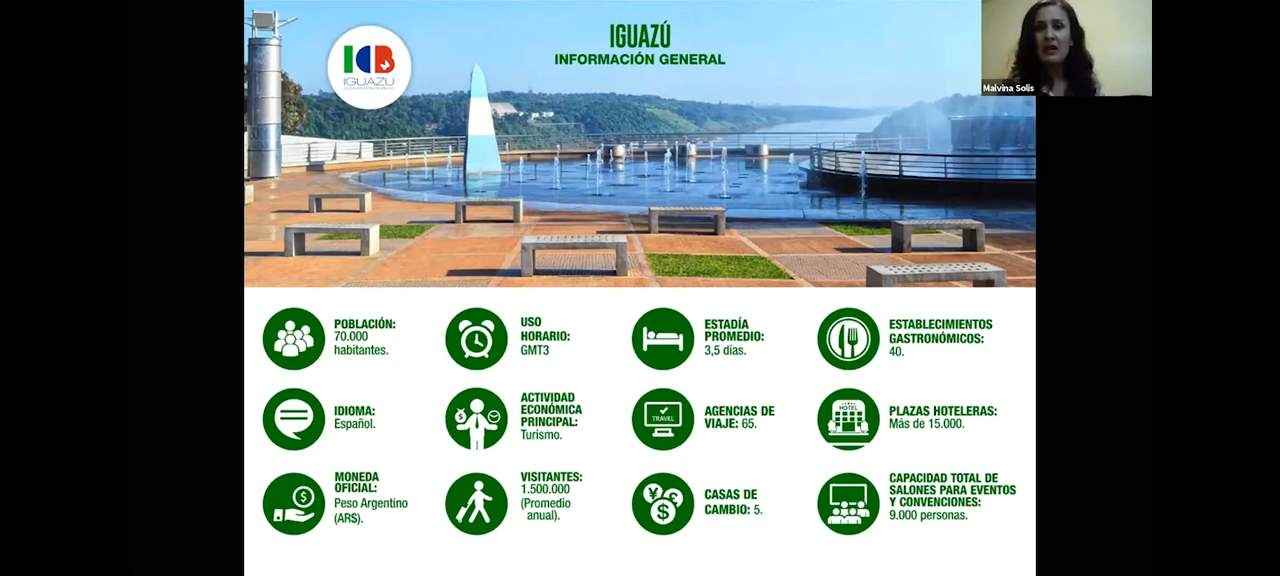 IGUAZÚ
INFORMACIÓN GENERAL
ICB
IGUAZU
CONVENTION BUREAU
Malvina Solis
POBLACIÓN:
70.000
habitantes.
USO
HORARIO:
GMT3
ESTADÍA
PROMEDIO:
3,5 días.
ESTABLECIMIENTOS
GASTRONÓMICOS:
40.
IDIOMA:
Español.
ACTIVIDAD
ECONÓMICA
PRINCIPAL:
Turismo.
TRAVEL
AGENCIAS DE
VIAJE: 65.
HOTEL
PLAZAS HOTELERAS:
Más de 15.000.
MONEDA
OFICIAL:
Peso Argentino
(AR$).
VISITANTES:
1.500.000
(Promedio
anual).
CASAS DE
CAMBIO: 5.
CAPACIDAD TOTAL DE
SALONES PARA EVENTOS
Y CONVENCIONES:
9.000 personas.